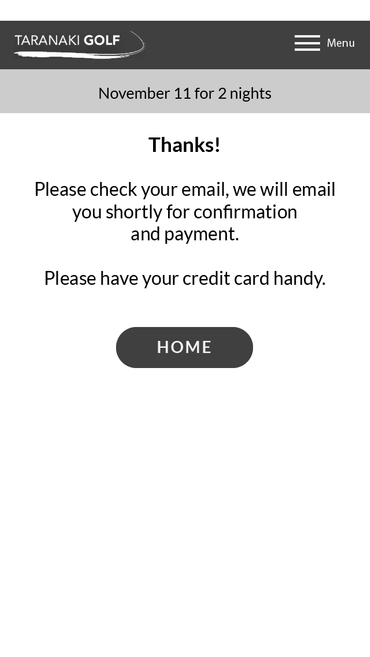 TARANAKI GOLF
Menu
November 11 for 2 nights
Thanks!
Please check your email, we will email
you shortly for confirmation
and payment.
Please have your credit card handy.
HOME